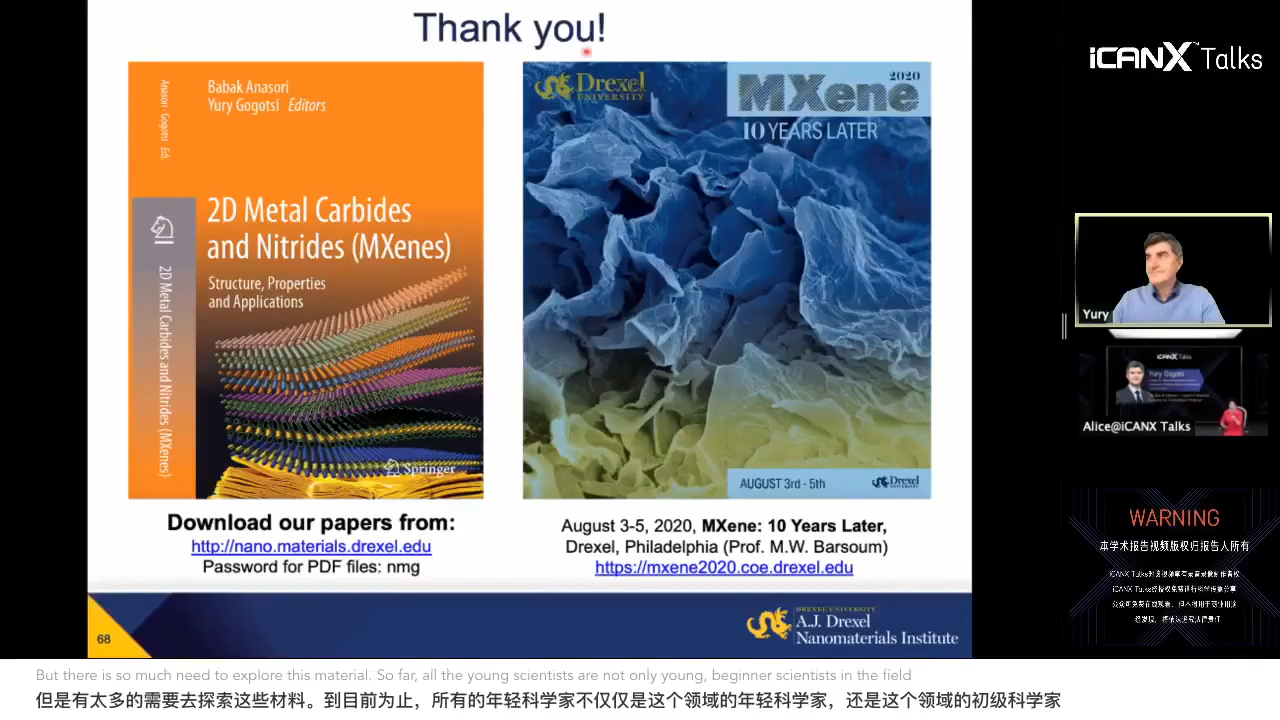 Thank you!
Anasori · Gogotsi Eds.
Babak Anasori
Yury Gogotsi Editors
2D Metal Carbides
and Nitrides (MXenes)
Structure, Properties
and Applications
2D Metal Carbides and Nitrides (MXenes)
Springer
Drexel
UNIVERSITY
2020
MXene
10 YEARS LATER
AUGUST 3rd - 5th
Drexel
UNIVERSITY
Download our papers from:
http://nano.materials.drexel.edu
Password for PDF files: nmg
August 3-5, 2020, MXene: 10 Years Later,
Drexel, Philadelphia (Prof. M.W. Barsoum)
https://mxene2020.coe.drexel.edu
68
DREXEL UNIVERSITY
A.J. Drexel
Nanomaterials Institute
iCANX Talks
Yury
iCANX Talks
Yury Gogotsi
Alice@iCANX Talks
WARNING
本学术报告视频版权归报告人所有
But there is so much need to explore this material. So far, all the young scientists are not only young, beginner scientists in the field
但是有太多的需要去探索这些材料。到目前为止，所有的年轻科学家不仅仅是这个领域的年轻科学家，还是这个领域的初级科学家